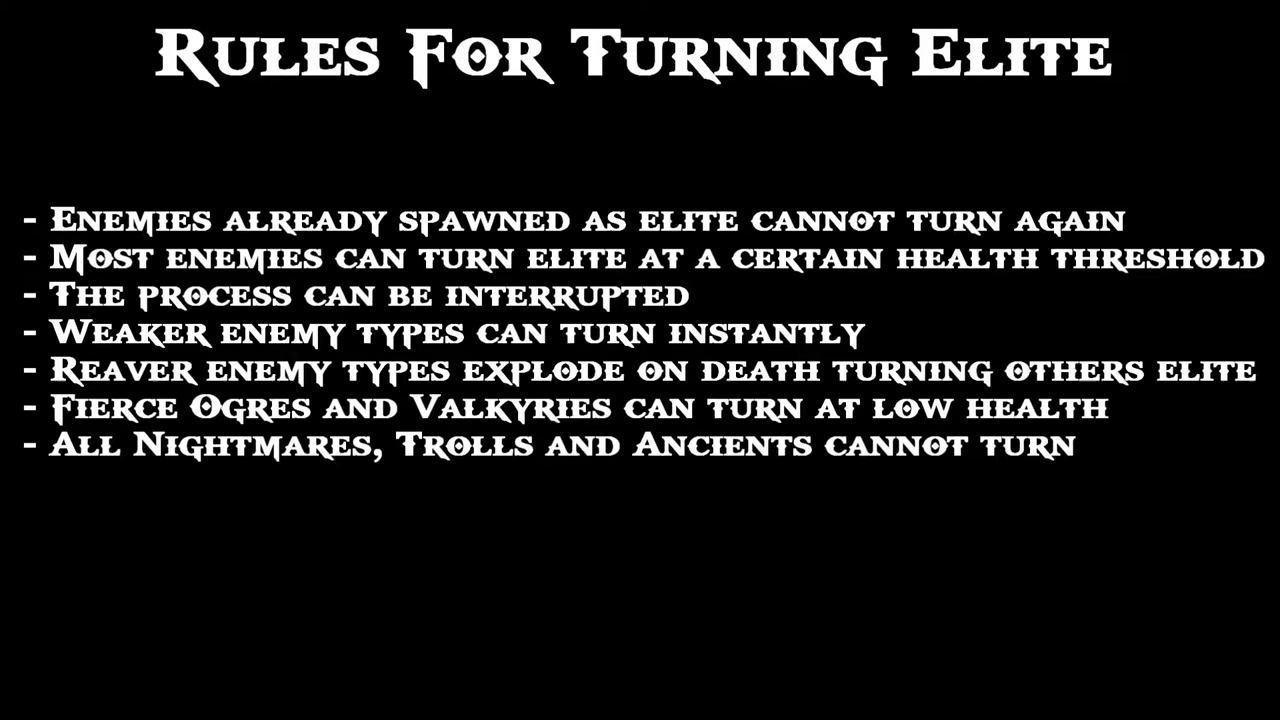 Rules For Turning Elite
- Enemies already spawned as elite cannot turn again
- Most enemies can turn elite at a certain health threshold
- The process can be interrupted
- Weaker enemy types can turn instantly
- Reaver enemy types explode on death turning others elite
- Fierce Ogres and Valkyries can turn at low health
- All Nightmares, Trolls and Ancients cannot turn